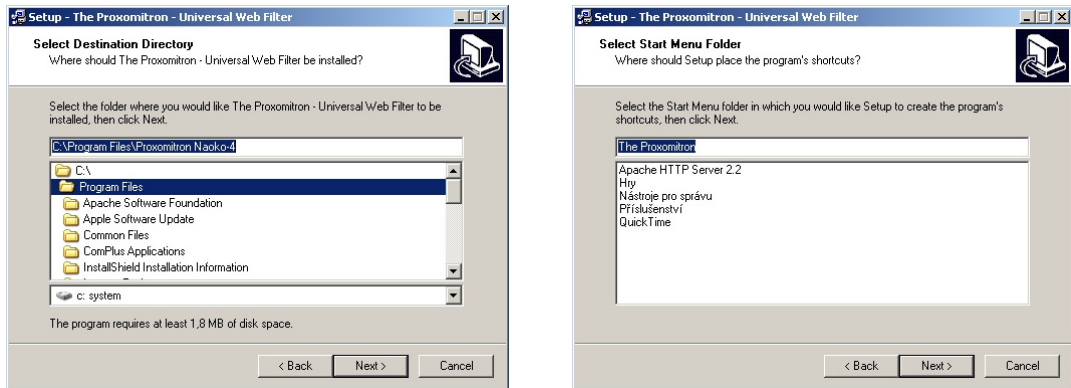 Setup - The Proxomitron - Universal Web Filter
Select Destination Directory
Where should The Proxomitron - Universal Web Filter be installed?
Select the folder where you would like The Proxomitron - Universal Web Filter to be
installed, then click Next.
C:\Program Files\Proxomitron Naoko-4
C:\
Program Files
Apache Software Foundation
Apple Software Update
Common Files
ComPlus Applications
InstallShield Installation Information
c: system
The program requires at least 1,8 MB of disk space.
< Back
Next >
Cancel
Setup - The Proxomitron - Universal Web Filter
Select Start Menu Folder
Where should Setup place the program's shortcuts?
Select the Start Menu folder in which you would like Setup to create the program's
shortcuts, then click Next.
The Proxomitron
Apache HTTP Server 2.2
Hry
Nástroje pro správu
Příslušenství
QuickTime
< Back
Next >
Cancel